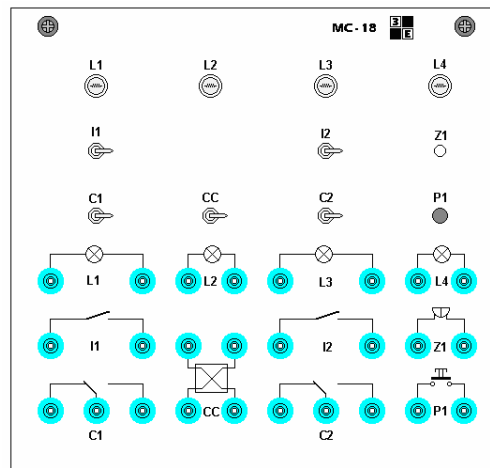 MC-18 3 E
L1 L2 L3 L4
I1 I2 Z1
C1 CC C2 P1
L1 L2 L3 L4
I1 I2 Z1
CC P1
C1 C2